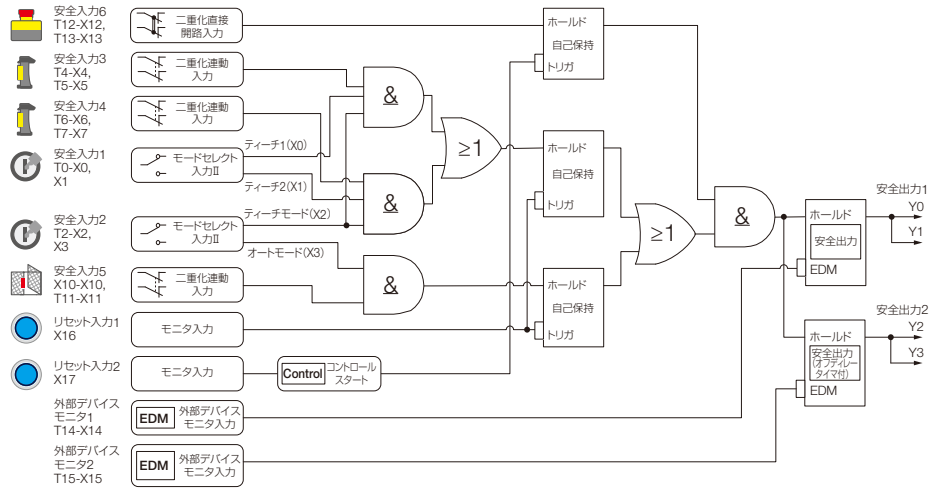 安全入力6
T12-X12,
T13-X13
二重化直接
開路入力
安全入力3
T4-X4,
T5-X5
二重化連動
入力
安全入力4
T6-X6,
T7-X7
二重化連動
入力
安全入力1
T0-X0,
X1
モードセレクト
入力II
ティーチ1(X0)
ティーチ2(X1)
安全入力2
T2-X2,
X3
モードセレクト
入力II
ティーチモード(X2)
オートモード(X3)
安全入力5
X10-X10,
T11-X11
二重化連動
入力
リセット入力1
X16
モニタ入力
リセット入力2
X17
モニタ入力
Control
コントロール
スタート
外部デバイス
モニタ1
T14-X14
EDM
外部デバイス
モニタ入力
外部デバイス
モニタ2
T15-X15
EDM
外部デバイス
モニタ入力
&
&
&
≥1
ホールド
自己保持
トリガ
ホールド
自己保持
トリガ
ホールド
自己保持
トリガ
≥1
&
安全出力1
ホールド
安全出力
EDM
Y0
Y1
安全出力2
ホールド
安全出力
(オフディレー
タイマ付)
EDM
Y2
Y3